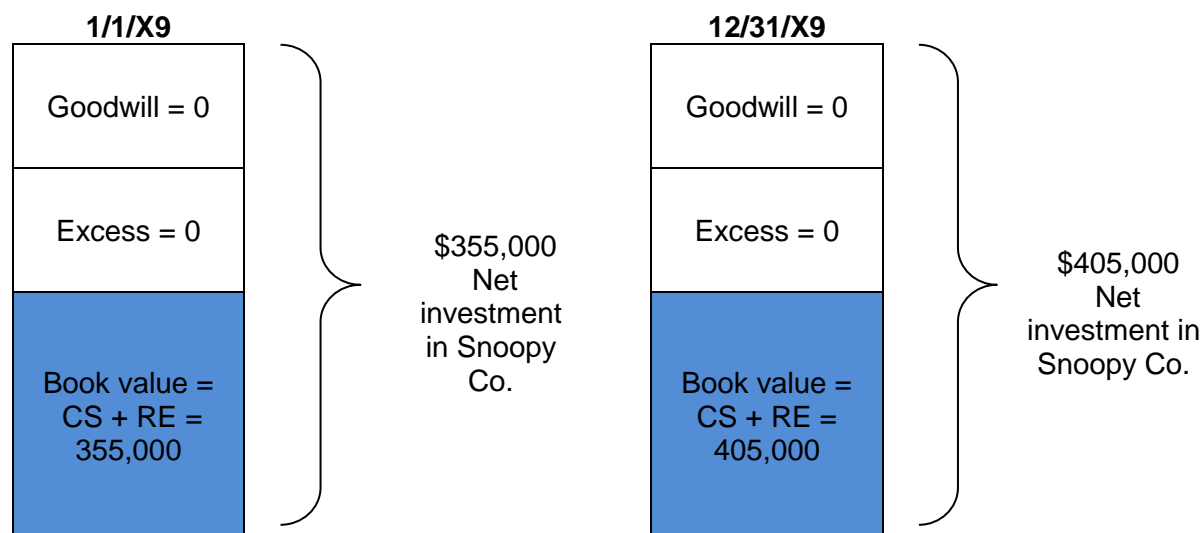 1/1/X9
Goodwill = 0
Excess = 0
Book value =
CS + RE =
355,000
$355,000
Net
investment
in Snoopy
Co.
12/31/X9
Goodwill = 0
Excess = 0
Book value =
CS + RE =
405,000
$405,000
Net
investment in
Snoopy Co.